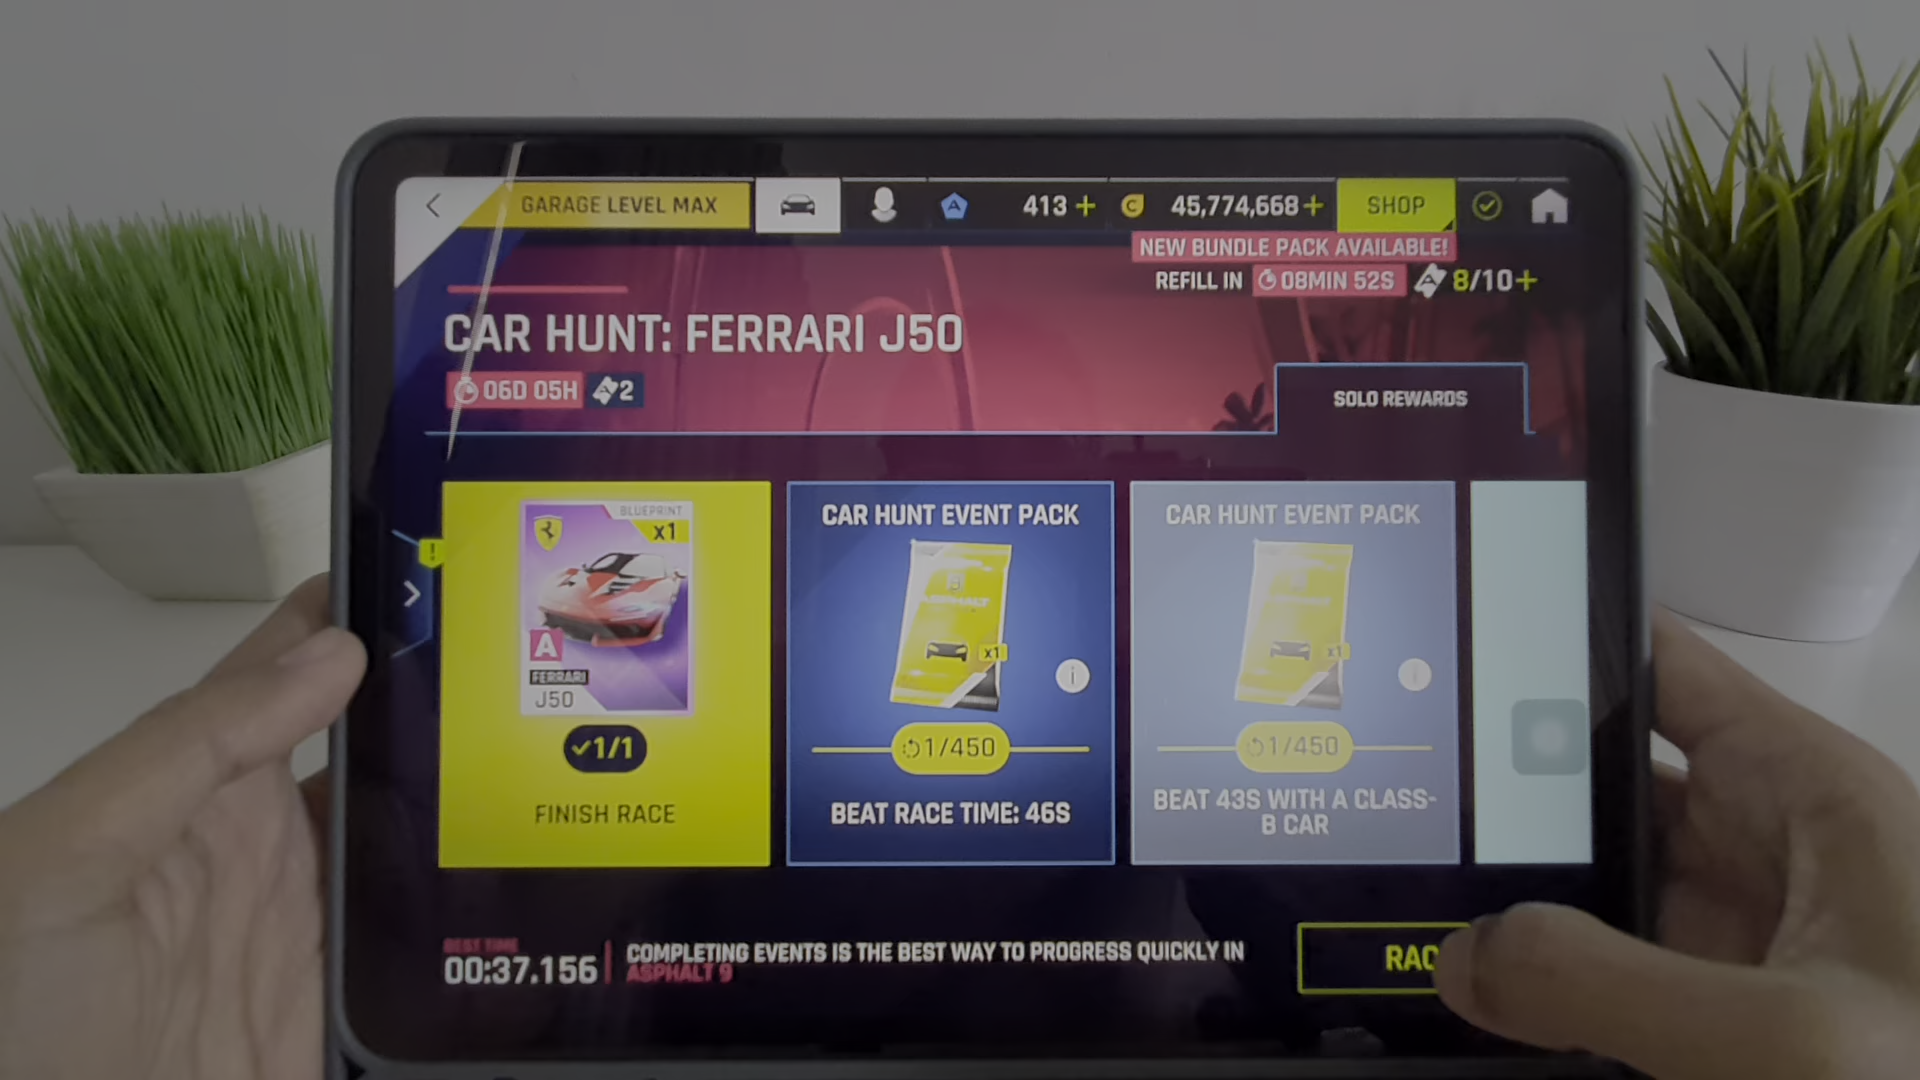 GARAGE LEVEL MAX
413
45,774,668
SHOP
NEW BUNDLE PACK AVAILABLE!
REFILL IN 08MIN 52S 8/10
CAR HUNT: FERRARI J50
06D 05H 2
SOLO REWARDS
BLUEPRINT
x1
A
FERRARI
J50
1/1
FINISH RACE
CAR HUNT EVENT PACK
ASPHALT
x1
i
1/450
BEAT RACE TIME: 46S
CAR HUNT EVENT PACK
x1
i
1/450
BEAT 43S WITH A CLASS-
B CAR
BEST TIME
00:37.156
COMPLETING EVENTS IS THE BEST WAY TO PROGRESS QUICKLY IN
ASPHALT 9
RAC